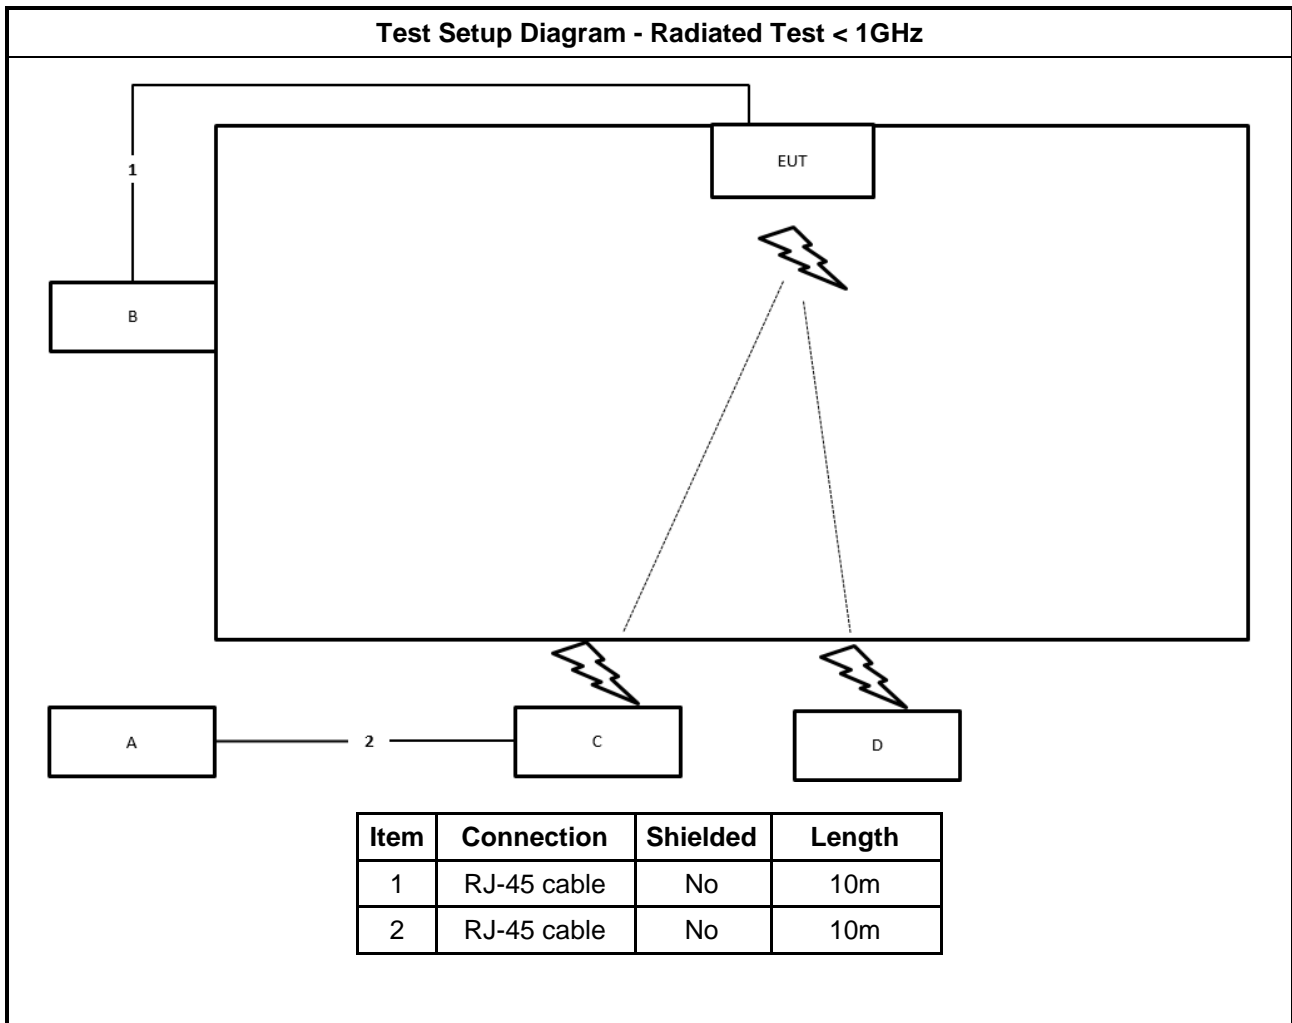 Test Setup Diagram - Radiated Test < 1GHz
EUT
1
B
A
2
C
D
Item Connection Shielded Length
1 RJ-45 cable No 10m
2 RJ-45 cable No 10m